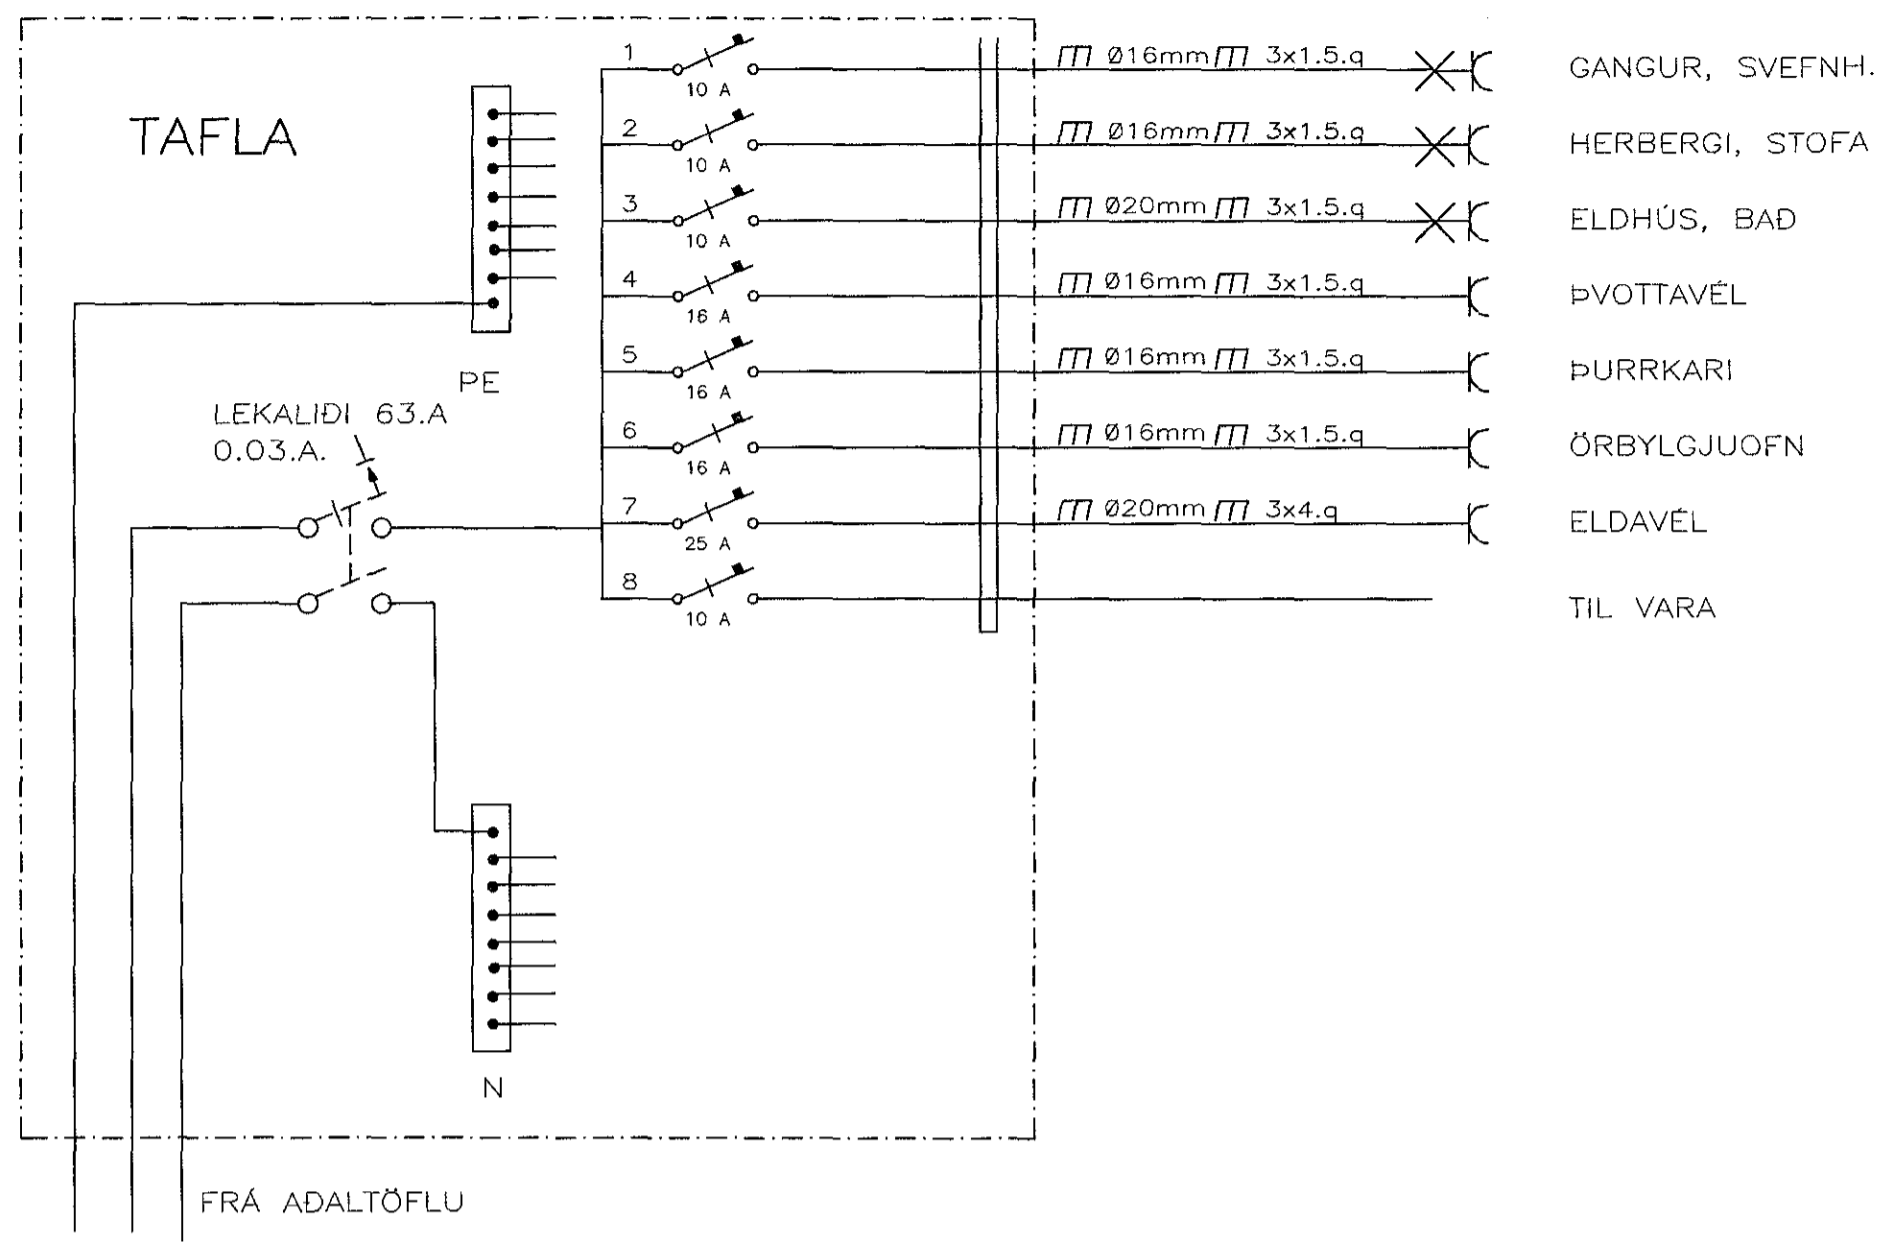 TAFLA
PE
LEKALIÐI 63.A
0.03.A.
1
10 A
Ø16mm 3x1.5.q
GANGUR, SVEFNH.
2
10 A
Ø16mm 3x1.5.q
HERBERGI, STOFA
3
10 A
Ø20mm 3x1.5.q
ELDHÚS, BAÐ
4
16 A
Ø16mm 3x1.5.q
ÞVOTTAVÉL
5
16 A
Ø16mm 3x1.5.q
ÞURRKARI
6
16 A
Ø16mm 3x1.5.q
ÖRBYLGJUOFN
7
25 A
Ø20mm 3x4.q
ELDAVÉL
8
10 A
TIL VARA
N
FRÁ AÐALTÖFLU